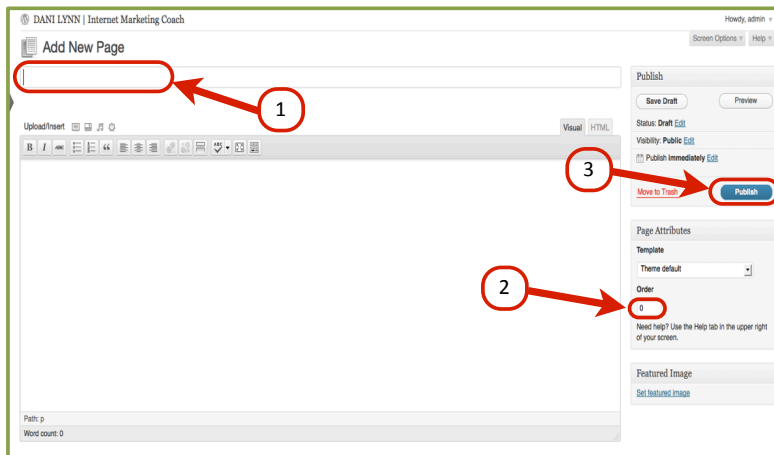 DANI LYNN | Internet Marketing Coach
Howdy, admin
Screen Options
Help
Add New Page
1
Upload/Insert
Visual
HTML
B I ABC
ABC
Path: p
Word count: 0
Publish
Save Draft
Preview
Status: Draft Edit
Visibility: Public Edit
Publish immediately Edit
3
Move to Trash
Publish
Page Attributes
Template
Theme default
Order
2
0
Need help? Use the Help tab in the upper right
of your screen.
Featured Image
Set featured image